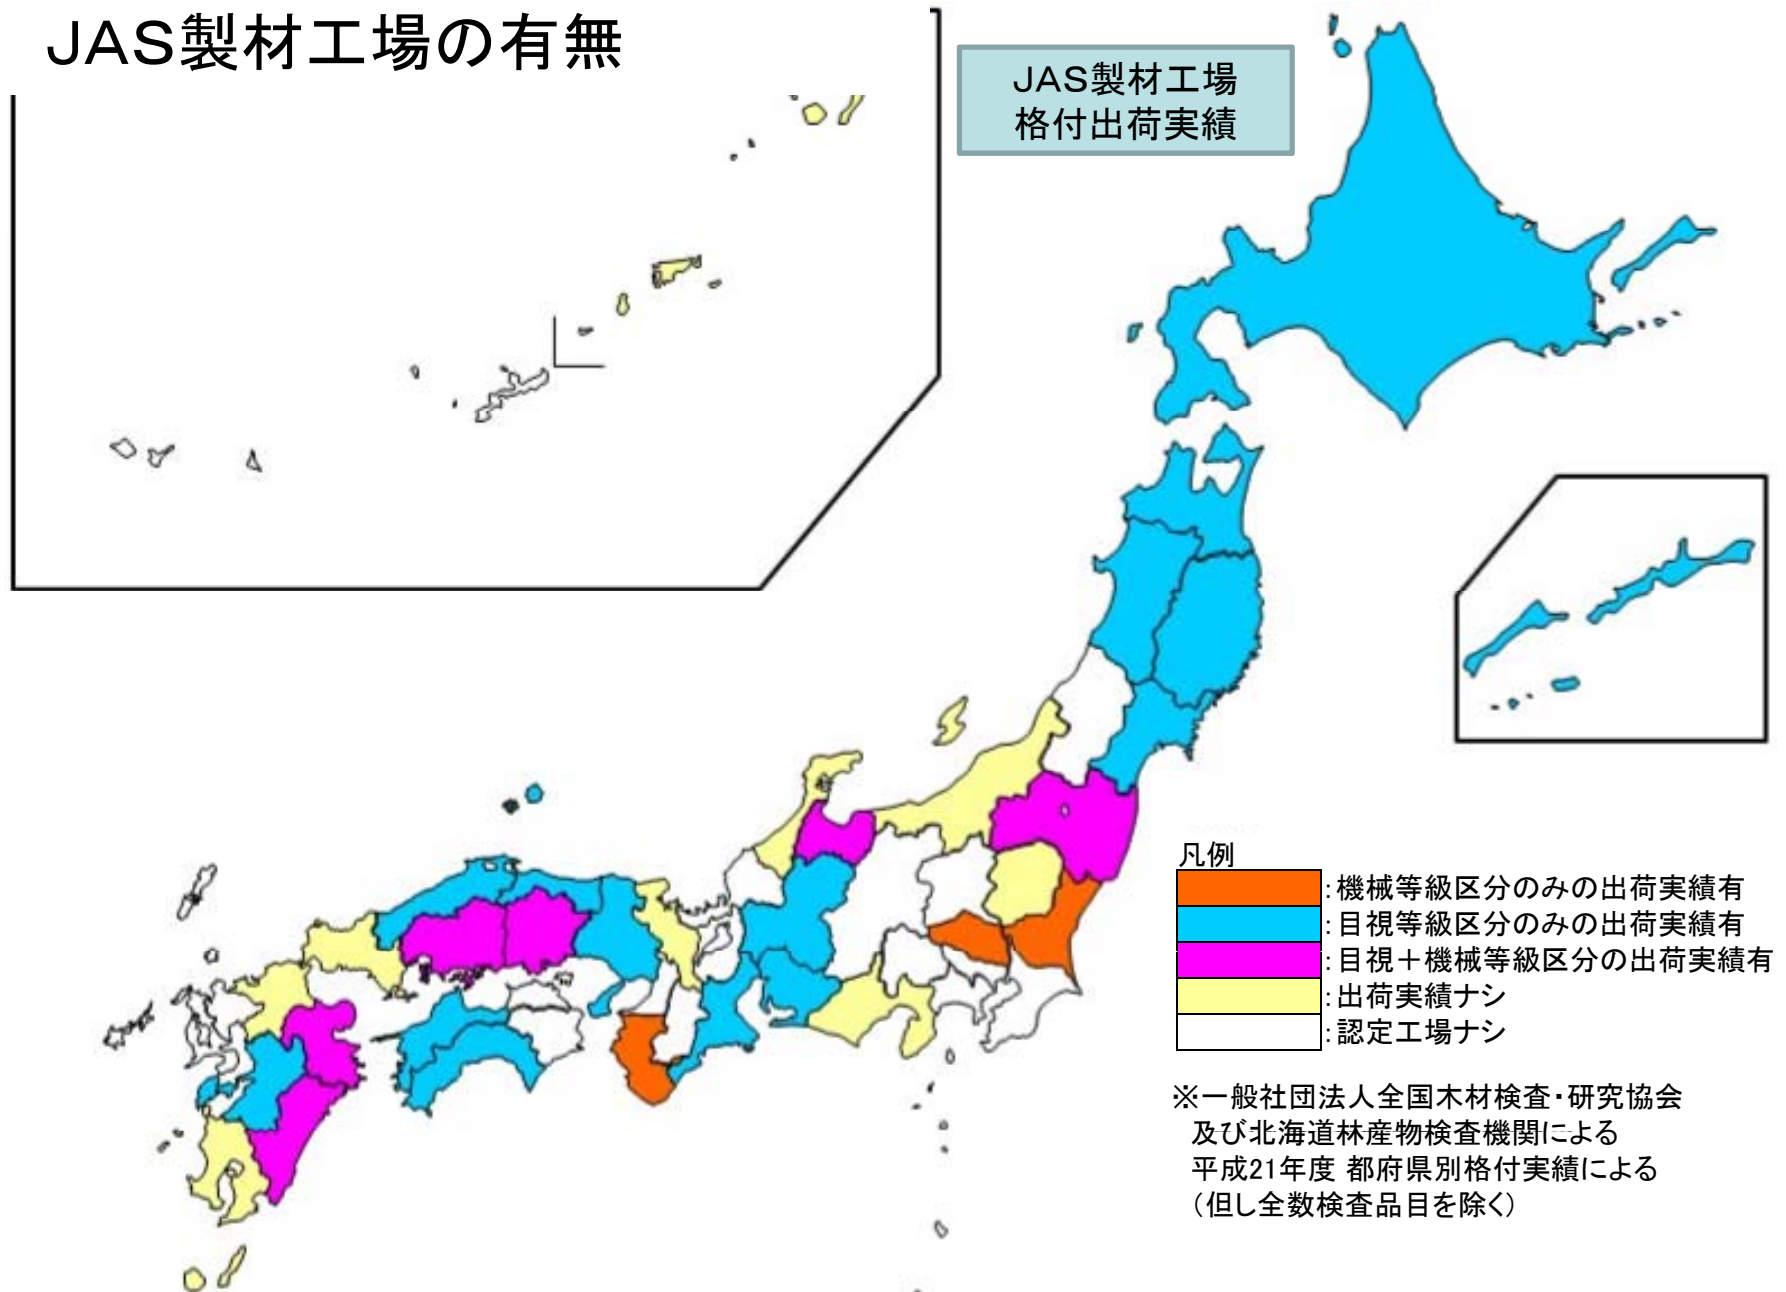 JAS製材工場の有無
JAS製材工場
格付出荷実績
凡例
:機械等級区分のみの出荷実績有
:目視等級区分のみの出荷実績有
:目視＋機械等級区分の出荷実績有
:出荷実績ナシ
:認定工場ナシ
※一般社団法人全国木材検査・研究協会
及び北海道林産物検査機関による
平成21年度 都府県別格付実績による
（但し全数検査品目を除く）